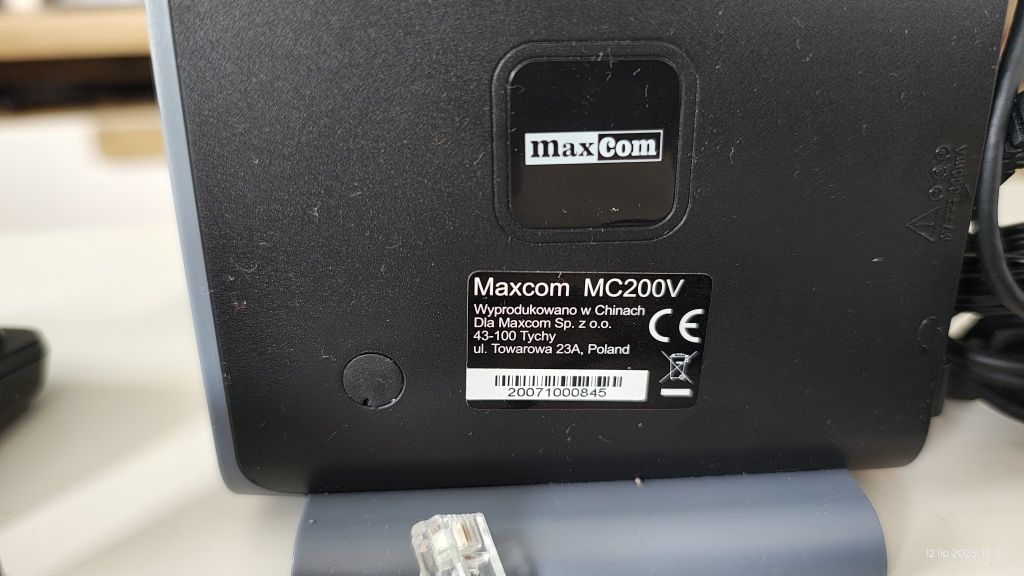 maxcom
Maxcom MC200V
Wyprodukowano w Chinach
Dla Maxcom Sp. z o.o.
43-100 Tychy
ul. Towarowa 23A, Poland
CE
20071000845
12 lip 2025, 14:10